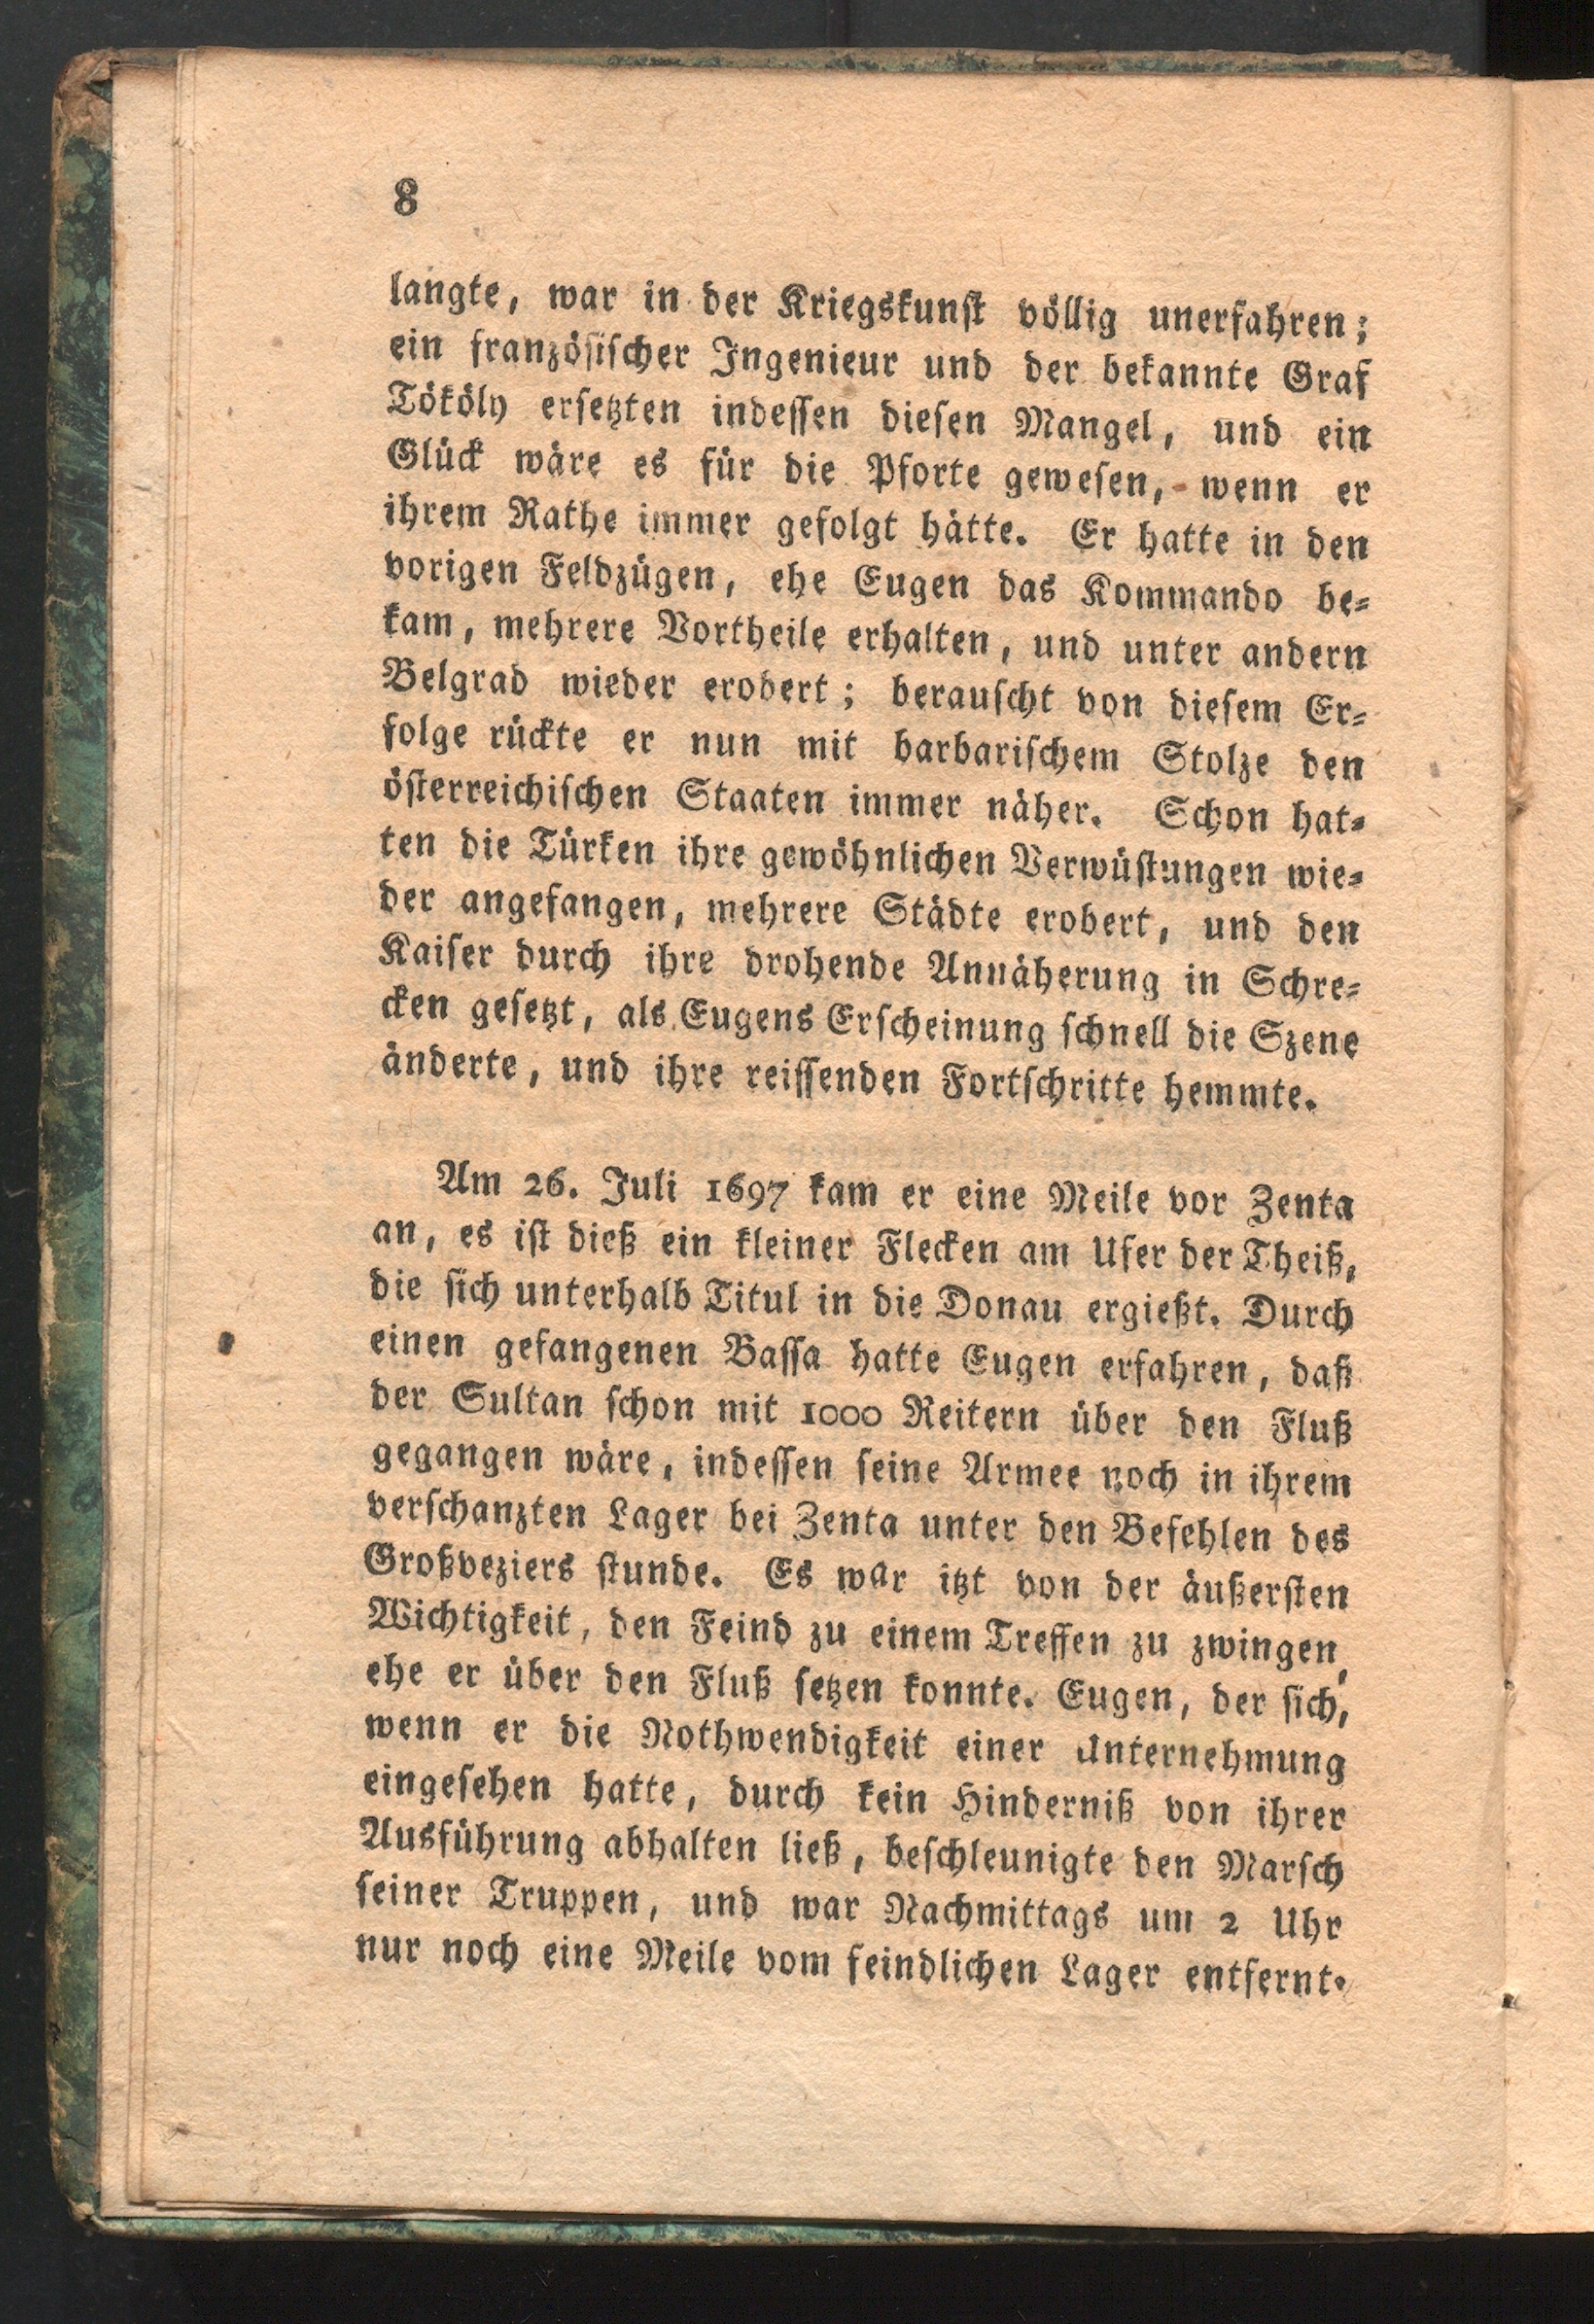 8
langte, war in der Kriegskunſt völlig unerfahren;
ein franzöſiſcher Ingenieur und der bekannte Graf
Tököly erſetzten indeſſen dieſen Mangel, und ein
Glück wäre es für die Pforte geweſen, wenn er
ihrem Rathe immer gefolgt hätte. Er hatte in den
vorigen Feldzügen, ehe Eugen das Kommando be⸗
kam, mehrere Vortheile erhalten, und unter andern
Belgrad wieder erobert; berauſcht von dieſem Er⸗
folge rückte er nun mit barbariſchem Stolze den
öſterreichiſchen Staaten immer näher. Schon hat⸗
ten die Türken ihre gewöhnlichen Verwüſtungen wie⸗
der angefangen, mehrere Städte erobert, und den
Kaiſer durch ihre drohende Annäherung in Schre⸗
cken geſetzt, als Eugens Erſcheinung ſchnell die Szene
änderte, und ihre reiſſenden Fortſchritte hemmte.
Am 26. Juli 1697 kam er eine Meile vor Zenta
an, es iſt dieß ein kleiner Flecken am Ufer der Theiß,
die ſich unterhalb Titul in die Donau ergießt. Durch
einen gefangenen Baſſa hatte Eugen erfahren, daß
der Sultan ſchon mit 1000 Reitern über den Fluß
gegangen wäre, indeſſen ſeine Armee noch in ihrem
verſchanzten Lager bei Zenta unter den Befehlen des
Großveziers ſtunde. Es war itzt von der äußerſten
Wichtigkeit, den Feind zu einem Treffen zu zwingen,
ehe er über den Fluß ſetzen konnte. Eugen, der ſich,
wenn er die Nothwendigkeit einer Unternehmung
eingeſehen hatte, durch kein Hinderniß von ihrer
Ausführung abhalten ließ, beſchleunigte den Marſch
ſeiner Truppen, und war Nachmittags um 2 Uhr
nur noch eine Meile vom feindlichen Lager entfernt.